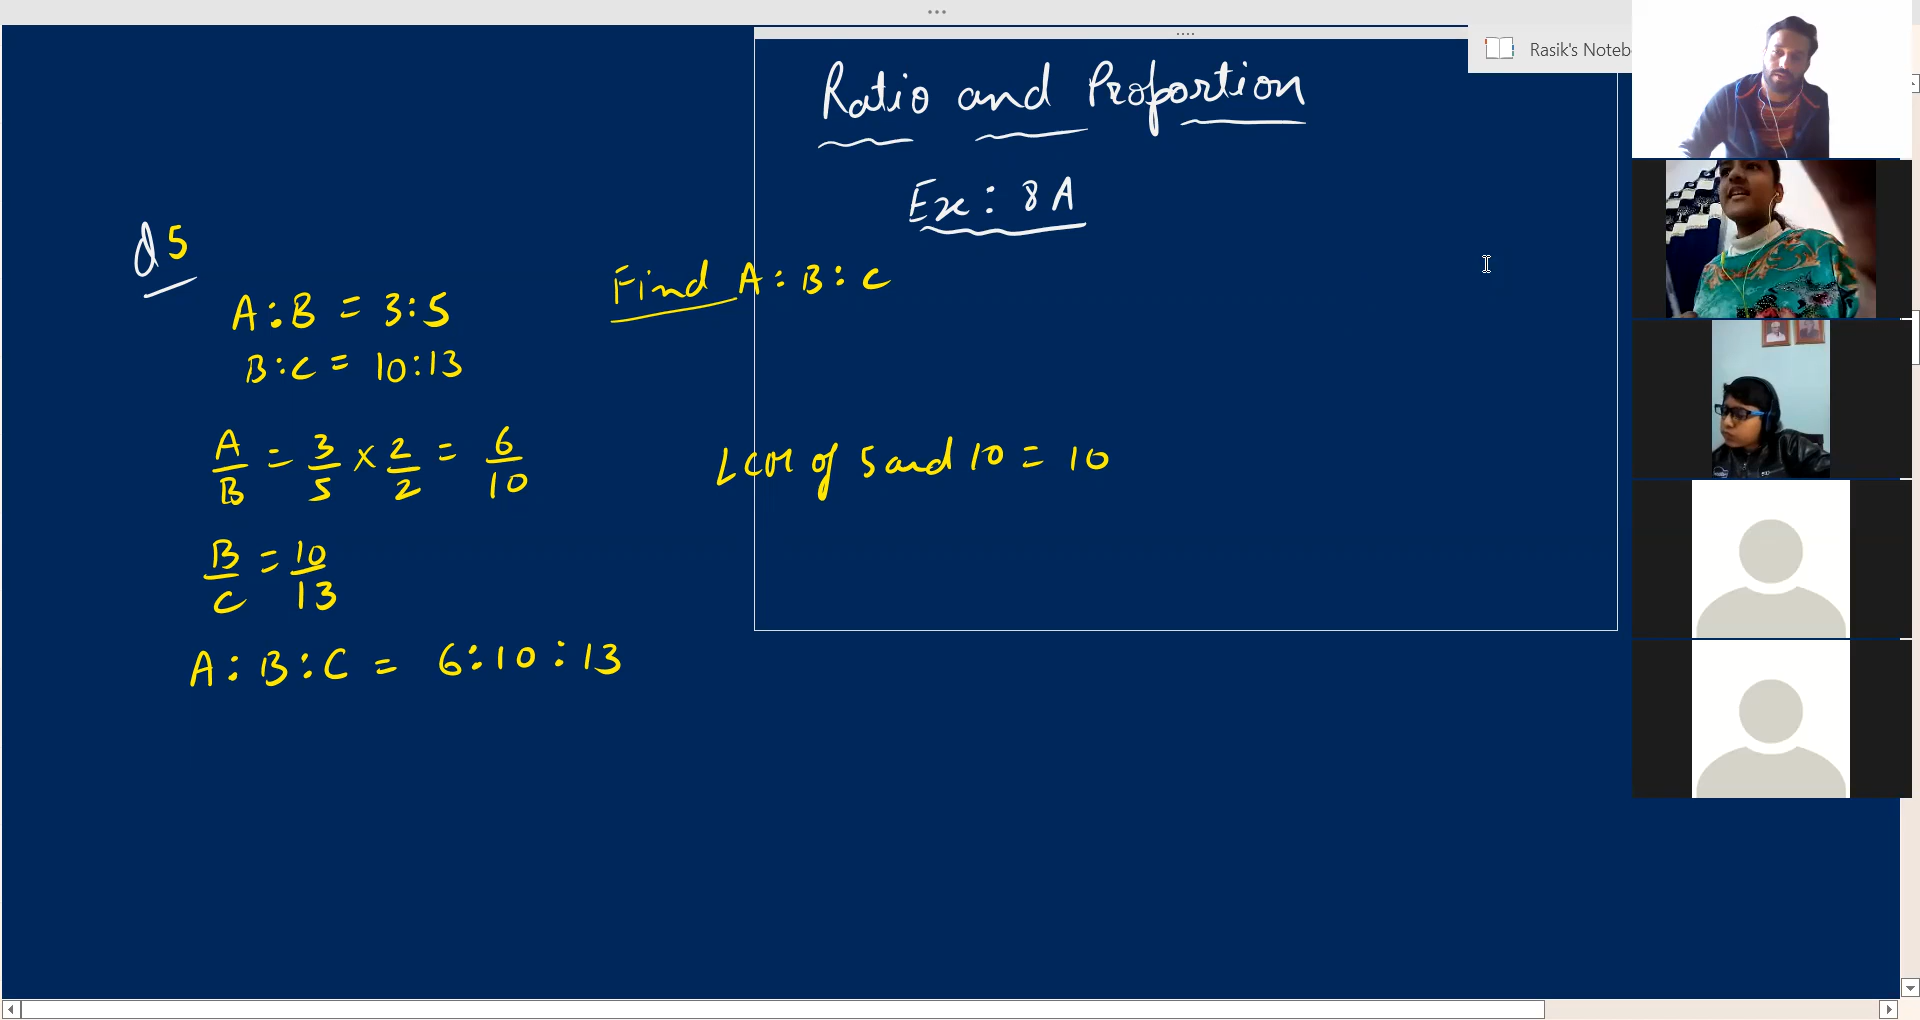 Rasik's Noteb
Ratio and Proportion
Ex: 8A
Q5
Find A:B:C
A:B = 3:5
B:C = 10:13
A/B = 3/5 × 2/2 = 6/10
LCM of 5 and 10 = 10
B/C = 10/13
A:B:C = 6:10:13